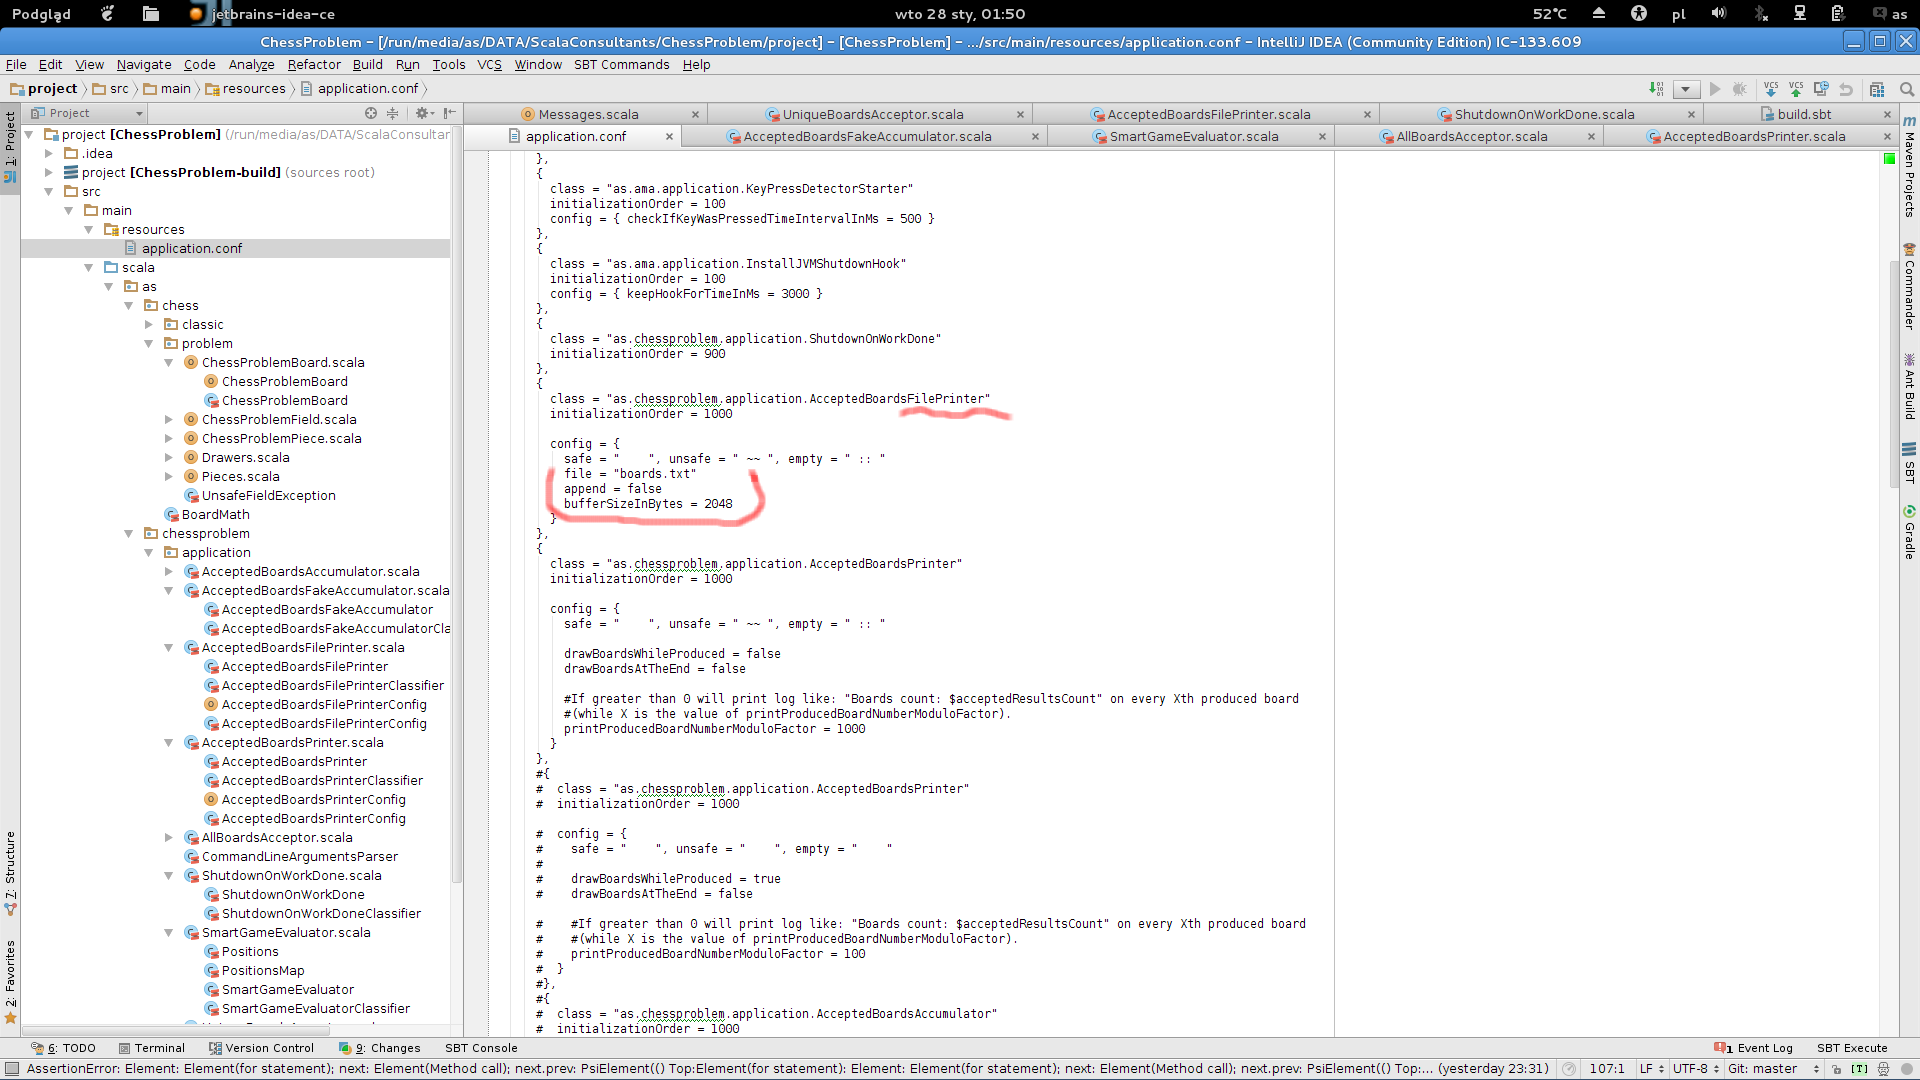 Podgląd
jetbrains-idea-ce
wto 28 sty, 01:50
52°C
pl
as
ChessProblem – [/run/media/as/DATA/ScalaConsultants/ChessProblem/project] – [ChessProblem] – .../src/main/resources/application.conf – IntelliJ IDEA (Community Edition) IC-133.609
File Edit View Navigate Code Analyze Refactor Build Run Tools VCS Window SBT Commands Help
project src main resources application.conf
VCS VCS
Project
Messages.scala UniqueBoardsAcceptor.scala AcceptedBoardsFilePrinter.scala ShutdownOnWorkDone.scala build.sbt
application.conf AcceptedBoardsFakeAccumulator.scala SmartGameEvaluator.scala AllBoardsAcceptor.scala AcceptedBoardsPrinter.scala
1: Project
7: Structure
2: Favorites
project [ChessProblem] (/run/media/as/DATA/ScalaConsultar
.idea
project [ChessProblem-build] (sources root)
src
main
resources
application.conf
scala
as
chess
classic
problem
ChessProblemBoard.scala
ChessProblemBoard
ChessProblemBoard
ChessProblemField.scala
ChessProblemPiece.scala
Drawers.scala
Pieces.scala
UnsafeFieldException
BoardMath
chessproblem
application
AcceptedBoardsAccumulator.scala
AcceptedBoardsFakeAccumulator.scala
AcceptedBoardsFakeAccumulator
AcceptedBoardsFakeAccumulatorCla
AcceptedBoardsFilePrinter.scala
AcceptedBoardsFilePrinter
AcceptedBoardsFilePrinterClassifier
AcceptedBoardsFilePrinterConfig
AcceptedBoardsFilePrinterConfig
AcceptedBoardsPrinter.scala
AcceptedBoardsPrinter
AcceptedBoardsPrinterClassifier
AcceptedBoardsPrinterConfig
AcceptedBoardsPrinterConfig
AllBoardsAcceptor.scala
CommandLineArgumentsParser
ShutdownOnWorkDone.scala
ShutdownOnWorkDone
ShutdownOnWorkDoneClassifier
SmartGameEvaluator.scala
Positions
PositionsMap
SmartGameEvaluator
SmartGameEvaluatorClassifier
},
{
class = "as.ama.application.KeyPressDetectorStarter"
initializationOrder = 100
config = { checkIfKeyWasPressedTimeIntervalInMs = 500 }
},
{
class = "as.ama.application.InstallJVMShutdownHook"
initializationOrder = 100
config = { keepHookForTimeInMs = 3000 }
},
{
class = "as.chessproblem.application.ShutdownOnWorkDone"
initializationOrder = 900
},
{
class = "as.chessproblem.application.AcceptedBoardsFilePrinter"
initializationOrder = 1000
config = {
safe = "    ", unsafe = " ~~ ", empty = " :: "
file = "boards.txt"
append = false
bufferSizeInBytes = 2048
}
},
{
class = "as.chessproblem.application.AcceptedBoardsPrinter"
initializationOrder = 1000
config = {
safe = "    ", unsafe = " ~~ ", empty = " :: "
drawBoardsWhileProduced = false
drawBoardsAtTheEnd = false
#If greater than 0 will print log like: "Boards count: $acceptedResultsCount" on every Xth produced board
#(while X is the value of printProducedBoardNumberModuloFactor).
printProducedBoardNumberModuloFactor = 1000
}
},
#{
#  class = "as.chessproblem.application.AcceptedBoardsPrinter"
#  initializationOrder = 1000
#  config = {
#    safe = "    ", unsafe = "    ", empty = "    "
#
#    drawBoardsWhileProduced = true
#    drawBoardsAtTheEnd = false
#    #If greater than 0 will print log like: "Boards count: $acceptedResultsCount" on every Xth produced board
#    #(while X is the value of printProducedBoardNumberModuloFactor).
#    printProducedBoardNumberModuloFactor = 100
#  }
#},
#{
#  class = "as.chessproblem.application.AcceptedBoardsAccumulator"
#  initializationOrder = 1000
Maven Projects
Commander
Ant Build
SBT
Gradle
6: TODO Terminal Version Control 9: Changes SBT Console 1 Event Log SBT Execute
AssertionError: Element: Element(for statement); next: Element(Method call); next.prev: PsiElement(() Top:Element(for statement): Element: Element(for statement); next: Element(Method call); next.prev: PsiElement(() Top:... (yesterday 23:31) 107:1 LF UTF-8 Git: master [T]